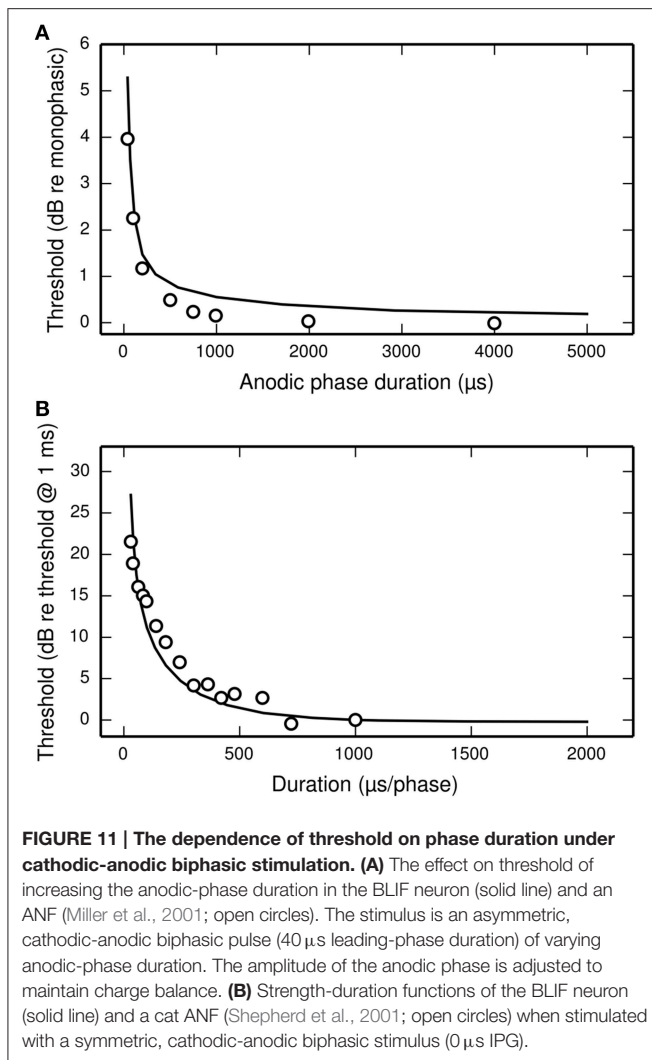 A
6
5
4
3
2
1
0
Threshold (dB re monophasic)
0 1000 2000 3000 4000 5000
Anodic phase duration (µs)
B
30
25
20
15
10
5
0
Threshold (dB re threshold @ 1 ms)
0 500 1000 1500 2000
Duration (µs/phase)
FIGURE 11 | The dependence of threshold on phase duration under
cathodic-anodic biphasic stimulation. (A) The effect on threshold of
increasing the anodic-phase duration in the BLIF neuron (solid line) and an
ANF (Miller et al., 2001; open circles). The stimulus is an asymmetric,
cathodic-anodic biphasic pulse (40 µs leading-phase duration) of varying
anodic-phase duration. The amplitude of the anodic phase is adjusted to
maintain charge balance. (B) Strength-duration functions of the BLIF neuron
(solid line) and a cat ANF (Shepherd et al., 2001; open circles) when stimulated
with a symmetric, cathodic-anodic biphasic stimulus (0 µs IPG).